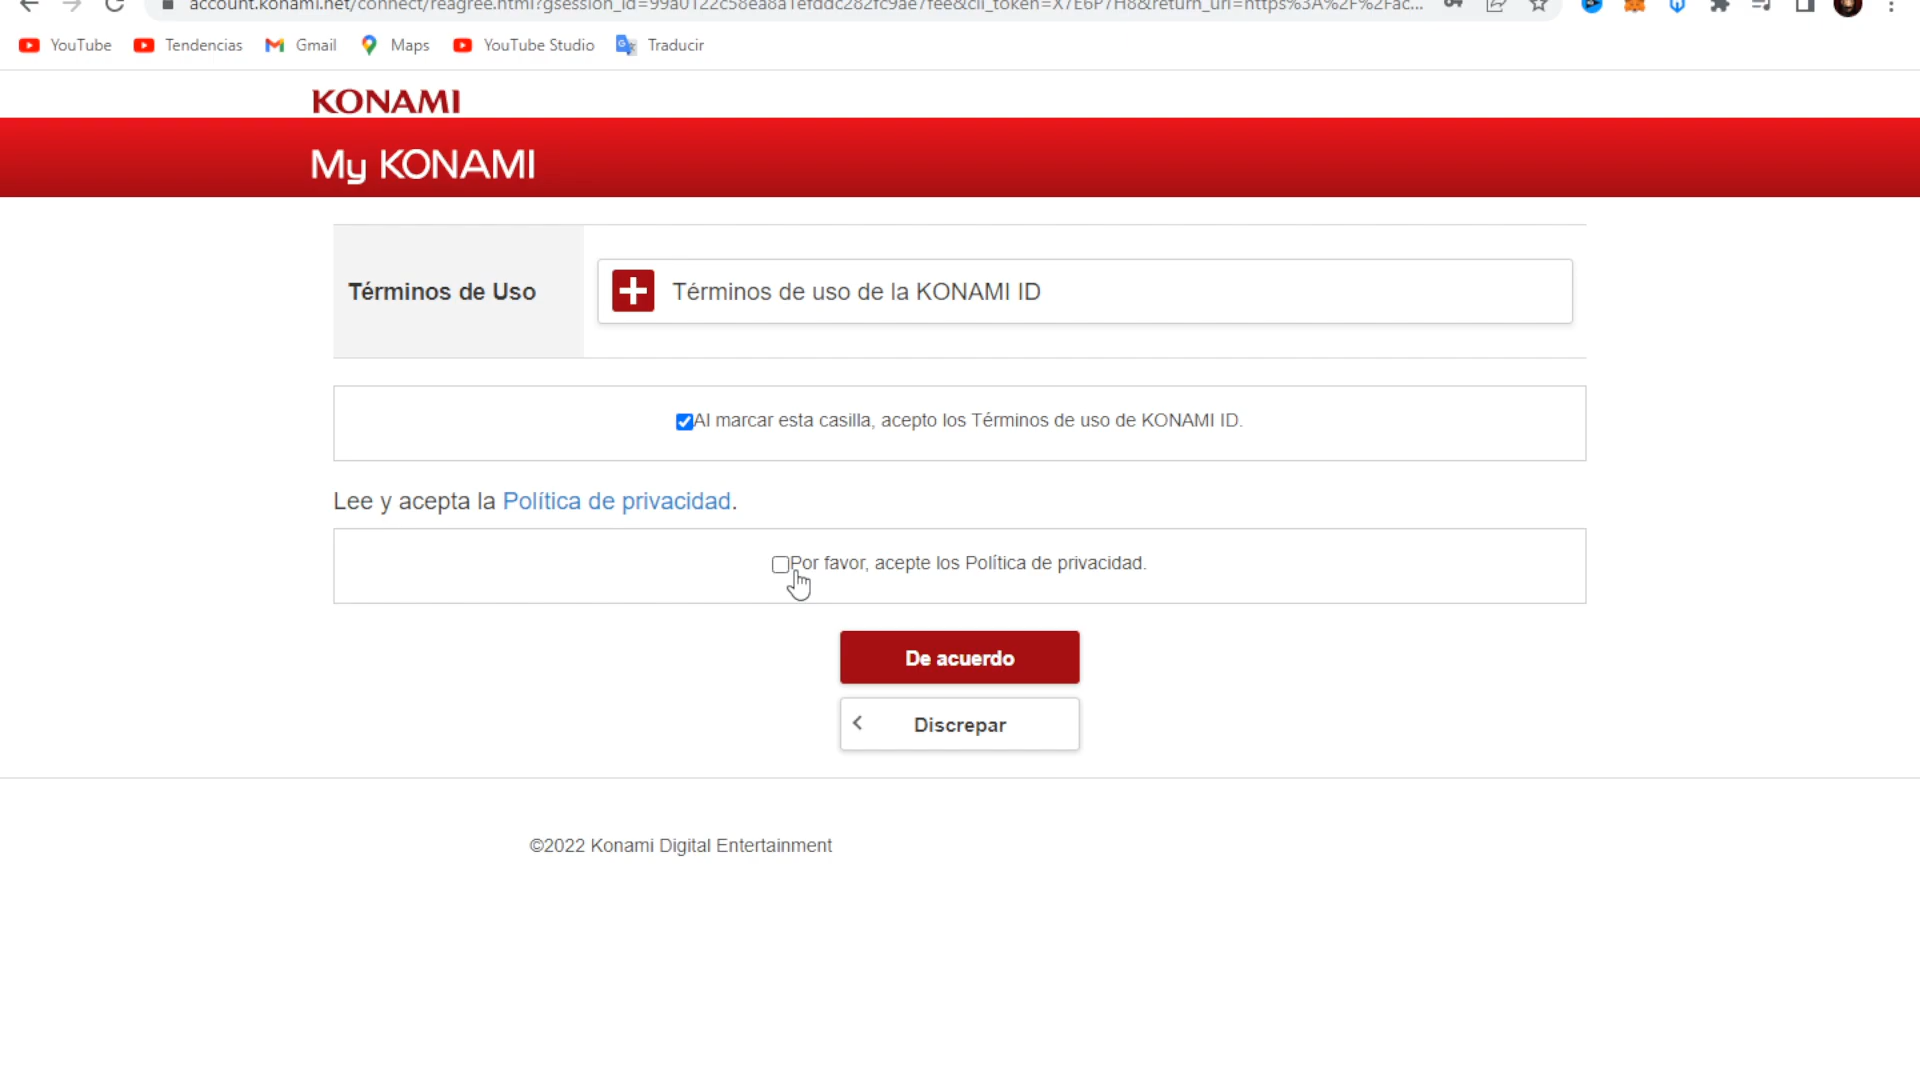 YouTube Tendencias Gmail Maps YouTube Studio Traducir
KONAMI
My KONAMI
Términos de Uso
Términos de uso de la KONAMI ID
Al marcar esta casilla, acepto los Términos de uso de KONAMI ID.
Lee y acepta la Política de privacidad.
Por favor, acepte los Política de privacidad.
De acuerdo
Discrepar
©2022 Konami Digital Entertainment